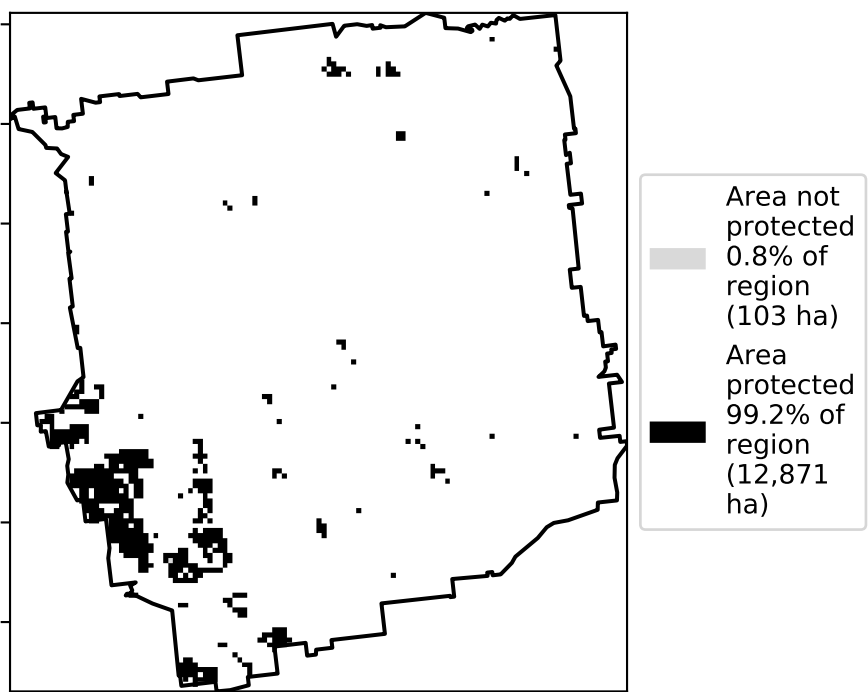 Area not
protected
0.8% of
region
(103 ha)
Area
protected
99.2% of
region
(12,871
ha)